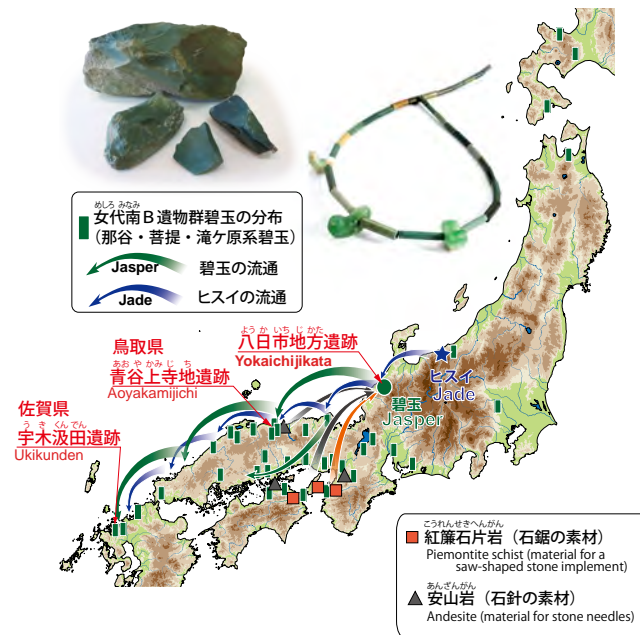 めしろ みなみ
女代南B遺物群碧玉の分布
(那谷・菩提・滝ケ原系碧玉)
Jasper 碧玉の流通
Jade ヒスイの流通
よう か いち じ かた
八日市地方遺跡
Yokaichijikata
鳥取県
あお や かみ じ ち
青谷上寺地遺跡
Aoyakamijichi
ヒスイ
Jade
碧玉
Jasper
佐賀県
う き くんでん
宇木汲田遺跡
Ukikunden
こうれんせきへんがん
紅簾石片岩(石鋸の素材)
Piemontite schist (material for a
saw-shaped stone implement)
あんざんがん
安山岩(石針の素材)
Andesite (material for stone needles)